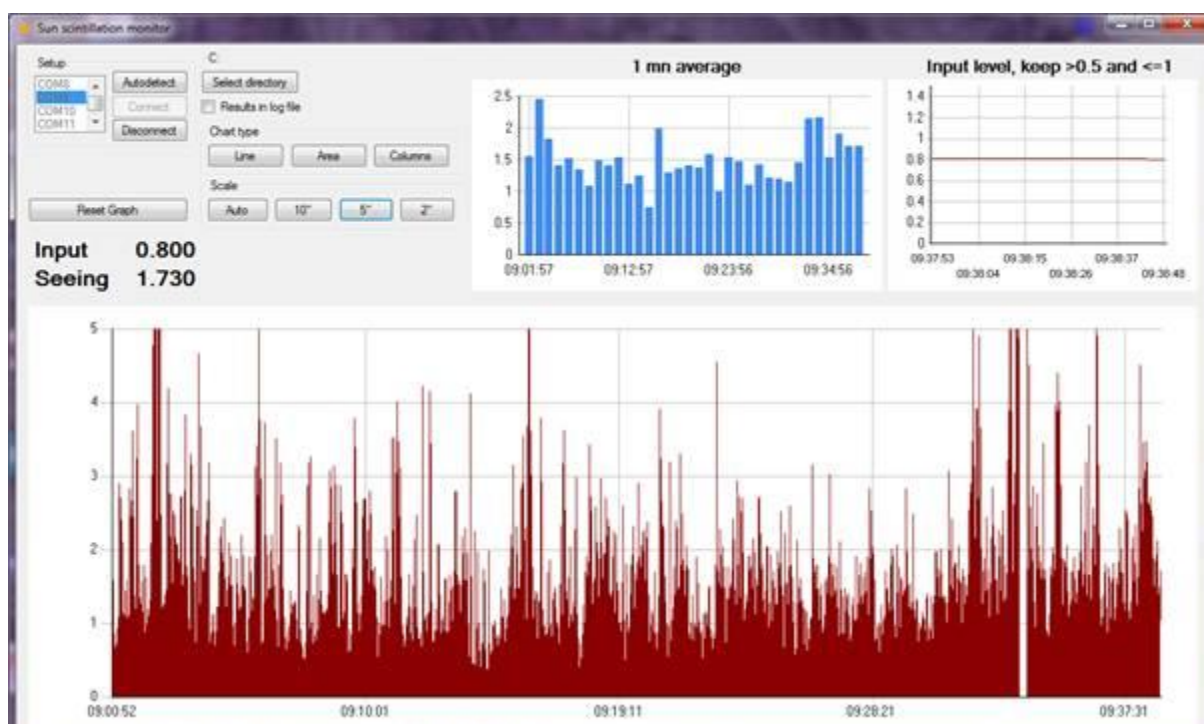 Sun scintillation monitor
Setup
COM8
COM10
COM11
Autodetect
Connect
Disconnect
C:
Select directory
Results in log file
Chart type
Line
Area
Columns
Scale
Auto
10"
5"
2"
Reset Graph
Input 0.800
Seeing 1.730
1 mn average
2.5
2
1.5
1
0.5
0
09:01:57
09:12:57
09:23:56
09:34:56
Input level, keep >0.5 and <=1
1.4
1.2
1
0.8
0.6
0.4
0.2
0
09:37:53
09:38:15
09:38:37
09:38:04
09:38:26
09:38:48
5
4
3
2
1
0
09:00:52
09:10:01
09:19:11
09:28:21
09:37:31